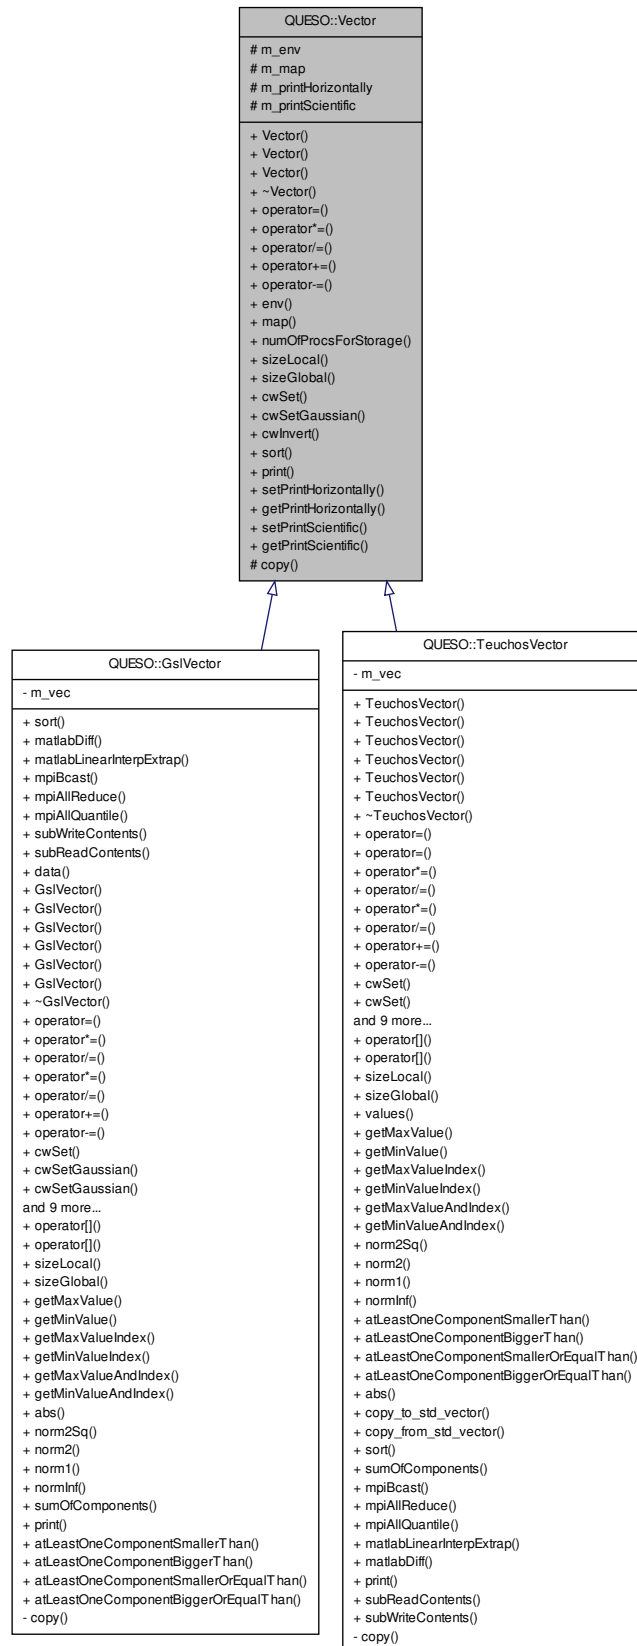 QUESO::Vector
# m_env
# m_map
# m_printHorizontally
# m_printScientific
+ Vector()
+ Vector()
+ Vector()
+ ~Vector()
+ operator=()
+ operator*=()
+ operator/=()
+ operator+=()
+ operator-=()
+ env()
+ map()
+ numOfProcsForStorage()
+ sizeLocal()
+ sizeGlobal()
+ cwSet()
+ cwSetGaussian()
+ cwInvert()
+ sort()
+ print()
+ setPrintHorizontally()
+ getPrintHorizontally()
+ setPrintScientific()
+ getPrintScientific()
# copy()
QUESO::GslVector
- m_vec
+ sort()
+ matlabDiff()
+ matlabLinearInterpExtrap()
+ mpiBcast()
+ mpiAllReduce()
+ mpiAllQuantile()
+ subWriteContents()
+ subReadContents()
+ data()
+ GslVector()
+ GslVector()
+ GslVector()
+ GslVector()
+ GslVector()
+ GslVector()
+ ~GslVector()
+ operator=()
+ operator*=()
+ operator/=()
+ operator*=()
+ operator/=()
+ operator+=()
+ operator-=()
+ cwSet()
+ cwSetGaussian()
+ cwSetGaussian()
and 9 more...
+ operator[]()
+ operator[]()
+ sizeLocal()
+ sizeGlobal()
+ getMaxValue()
+ getMinValue()
+ getMaxValueIndex()
+ getMinValueIndex()
+ getMaxValueAndIndex()
+ getMinValueAndIndex()
+ abs()
+ norm2Sq()
+ norm2()
+ norm1()
+ normInf()
+ sumOfComponents()
+ print()
+ atLeastOneComponentSmallerThan()
+ atLeastOneComponentBiggerThan()
+ atLeastOneComponentSmallerOrEqualThan()
+ atLeastOneComponentBiggerOrEqualThan()
- copy()
QUESO::TeuchosVector
- m_vec
+ TeuchosVector()
+ TeuchosVector()
+ TeuchosVector()
+ TeuchosVector()
+ TeuchosVector()
+ TeuchosVector()
+ ~TeuchosVector()
+ operator=()
+ operator=()
+ operator*=()
+ operator/=()
+ operator*=()
+ operator/=()
+ operator+=()
+ operator-=()
+ cwSet()
+ cwSet()
and 9 more...
+ operator[]()
+ operator[]()
+ sizeLocal()
+ sizeGlobal()
+ values()
+ getMaxValue()
+ getMinValue()
+ getMaxValueIndex()
+ getMinValueIndex()
+ getMaxValueAndIndex()
+ getMinValueAndIndex()
+ norm2Sq()
+ norm2()
+ norm1()
+ normInf()
+ atLeastOneComponentSmallerThan()
+ atLeastOneComponentBiggerThan()
+ atLeastOneComponentSmallerOrEqualThan()
+ atLeastOneComponentBiggerOrEqualThan()
+ abs()
+ copy_to_std_vector()
+ copy_from_std_vector()
+ sort()
+ sumOfComponents()
+ mpiBcast()
+ mpiAllReduce()
+ mpiAllQuantile()
+ matlabLinearInterpExtrap()
+ matlabDiff()
+ print()
+ subReadContents()
+ subWriteContents()
- copy()